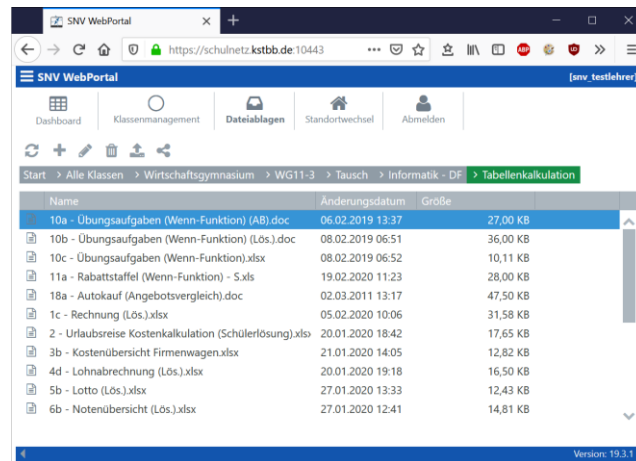 SNV WebPortal
https://schulnetz.kstbb.de:10443
SNV WebPortal [snv_testlehrer]
Dashboard Klassenmanagement Dateiablagen Standortwechsel Abmelden
Start > Alle Klassen > Wirtschaftsgymnasium > WG11-3 > Tausch > Informatik - DF > Tabellenkalkulation
Name Änderungsdatum Größe
10a - Übungsaufgaben (Wenn-Funktion) (AB).doc 06.02.2019 13:37 27,00 KB
10b - Übungsaufgaben (Wenn-Funktion) (Lös.).doc 08.02.2019 06:51 36,00 KB
10c - Übungsaufgaben (Wenn-Funktion).xlsx 08.02.2019 06:52 10,11 KB
11a - Rabattstaffel (Wenn-Funktion) - S.xls 19.02.2020 11:23 28,00 KB
18a - Autokauf (Angebotsvergleich).doc 02.03.2011 13:17 47,50 KB
1c - Rechnung (Lös.).xlsx 05.02.2020 10:06 31,58 KB
2 - Urlaubsreise Kostenkalkulation (Schülerlösung).xls 20.01.2020 18:42 17,65 KB
3b - Kostenübersicht Firmenwagen.xlsx 21.01.2020 14:05 12,82 KB
4d - Lohnabrechnung (Lös.).xlsx 20.01.2020 19:18 16,50 KB
5b - Lotto (Lös.).xlsx 27.01.2020 13:33 12,43 KB
6b - Notenübersicht (Lös.).xlsx 27.01.2020 12:41 14,81 KB
Version: 19.3.1